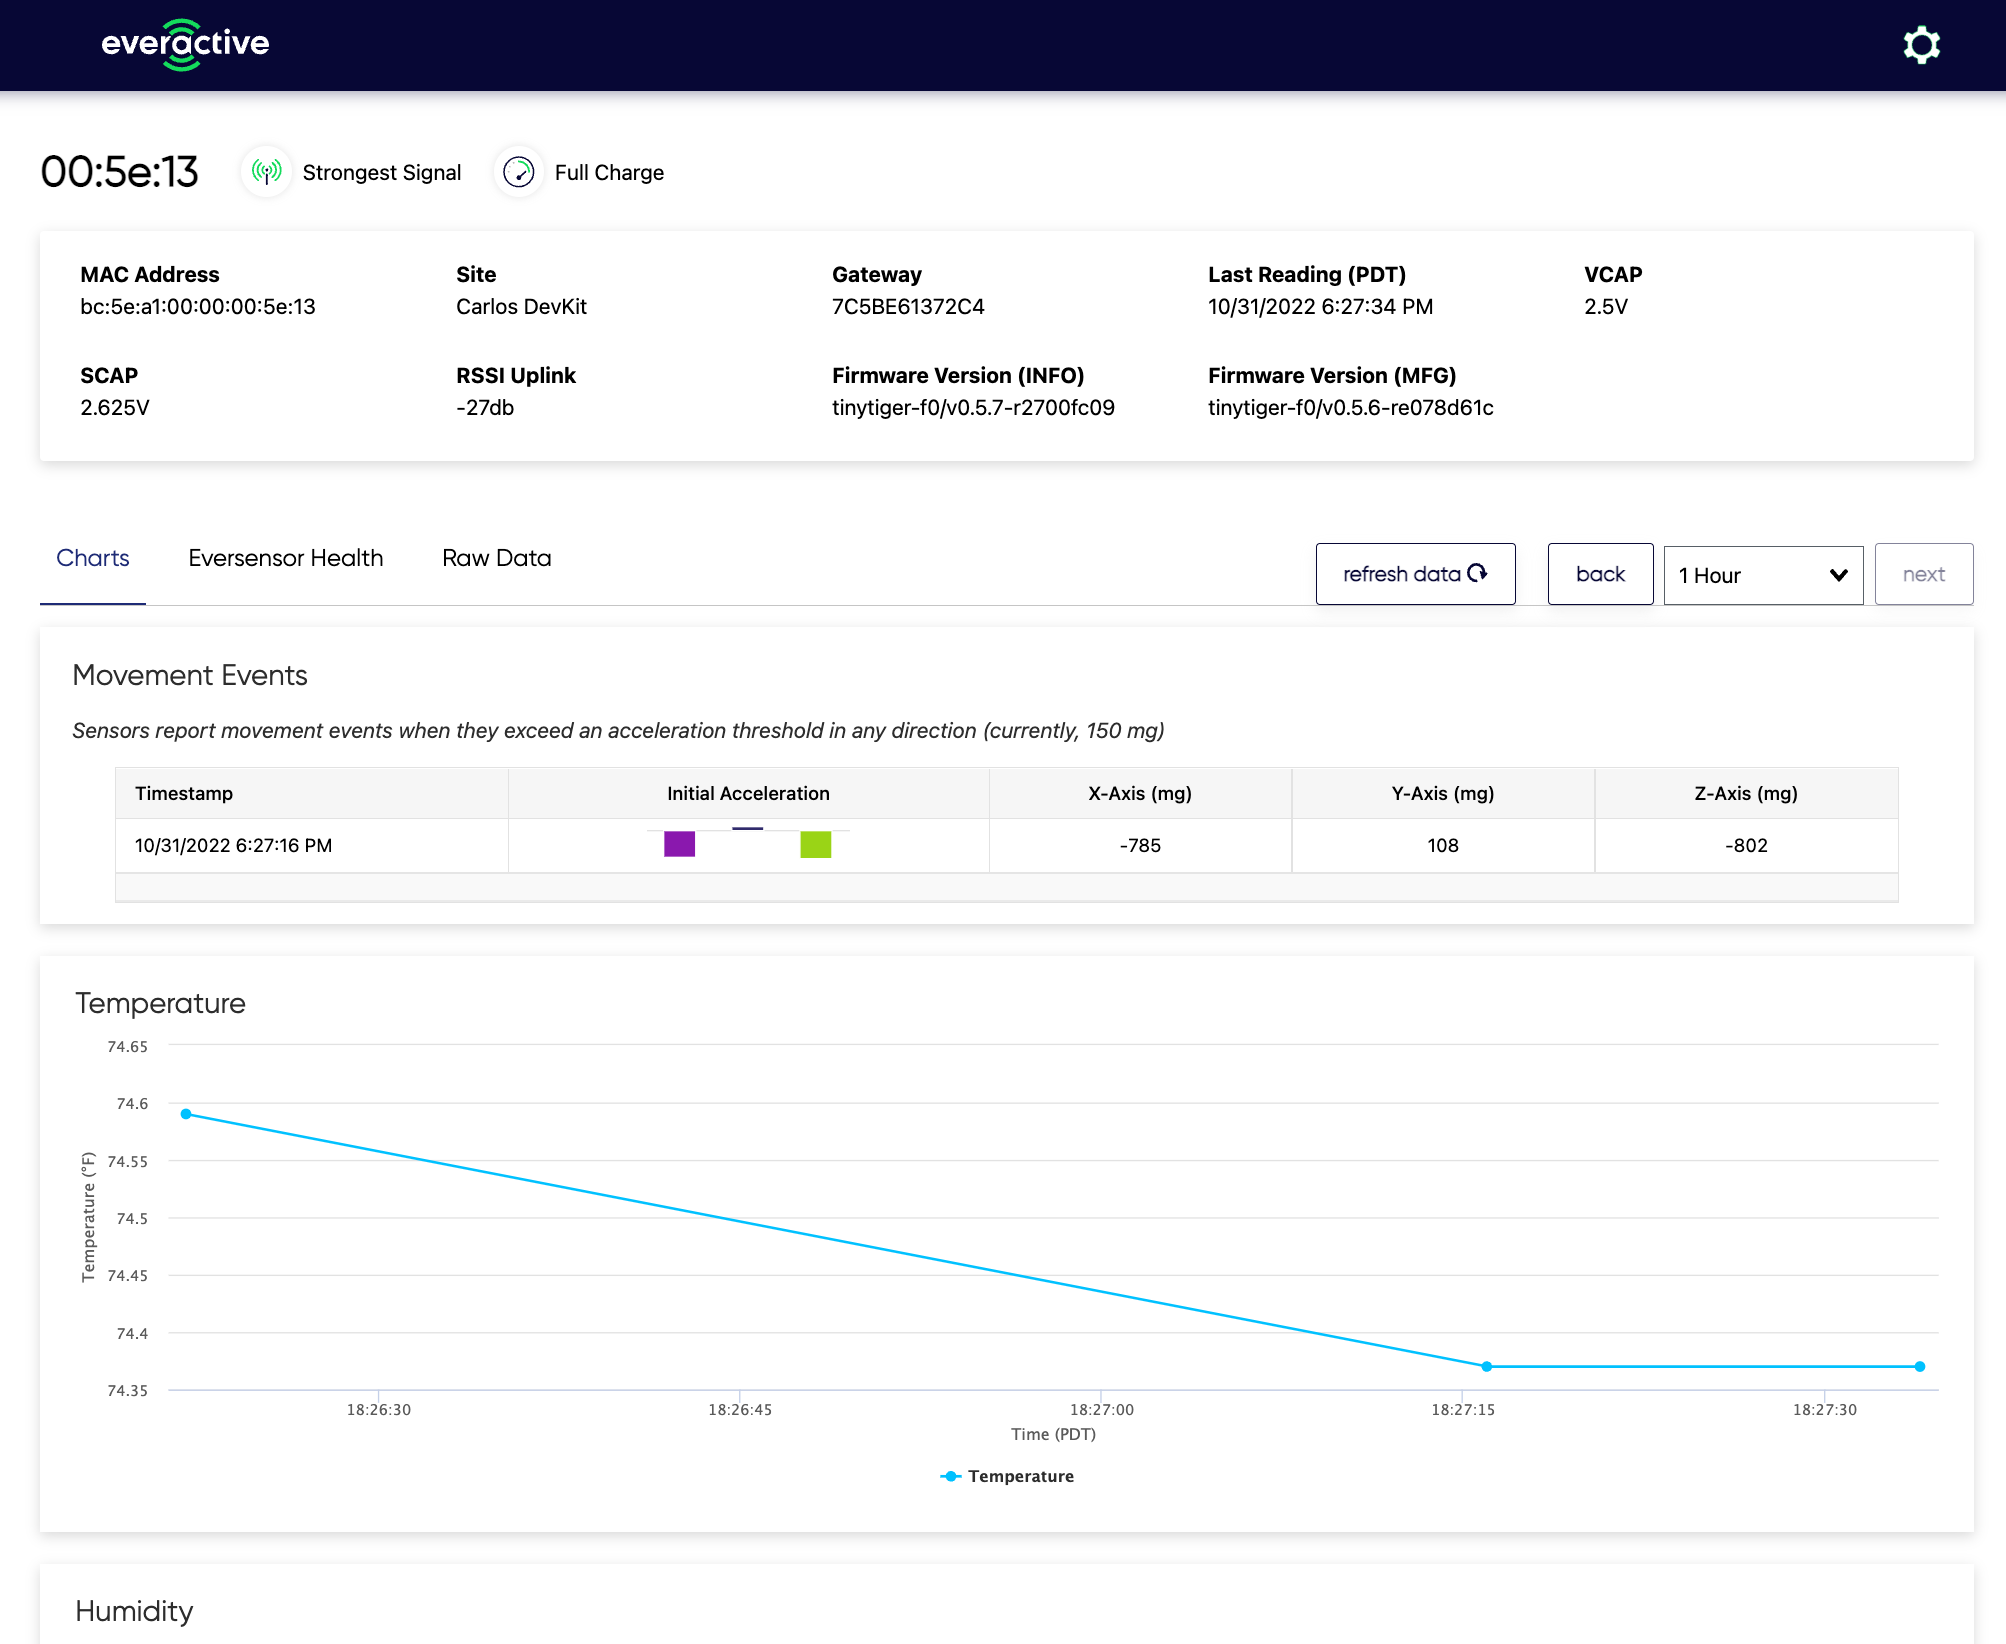 everactive
00:5e:13 Strongest Signal Full Charge
MAC Address Site Gateway Last Reading (PDT) VCAP
bc:5e:a1:00:00:00:5e:13 Carlos DevKit 7C5BE61372C4 10/31/2022 6:27:34 PM 2.5V
SCAP RSSI Uplink Firmware Version (INFO) Firmware Version (MFG)
2.625V -27db tinytiger-f0/v0.5.7-r2700fc09 tinytiger-f0/v0.5.6-re078d61c
Charts Eversensor Health Raw Data refresh data back 1 Hour next
Movement Events
Sensors report movement events when they exceed an acceleration threshold in any direction (currently, 150 mg)
Timestamp Initial Acceleration X-Axis (mg) Y-Axis (mg) Z-Axis (mg)
10/31/2022 6:27:16 PM -785 108 -802
Temperature
74.65
74.6
74.55
74.5
74.45
74.4
74.35
Temperature (°F)
18:26:30 18:26:45 18:27:00 18:27:15 18:27:30
Time (PDT)
Temperature
Humidity